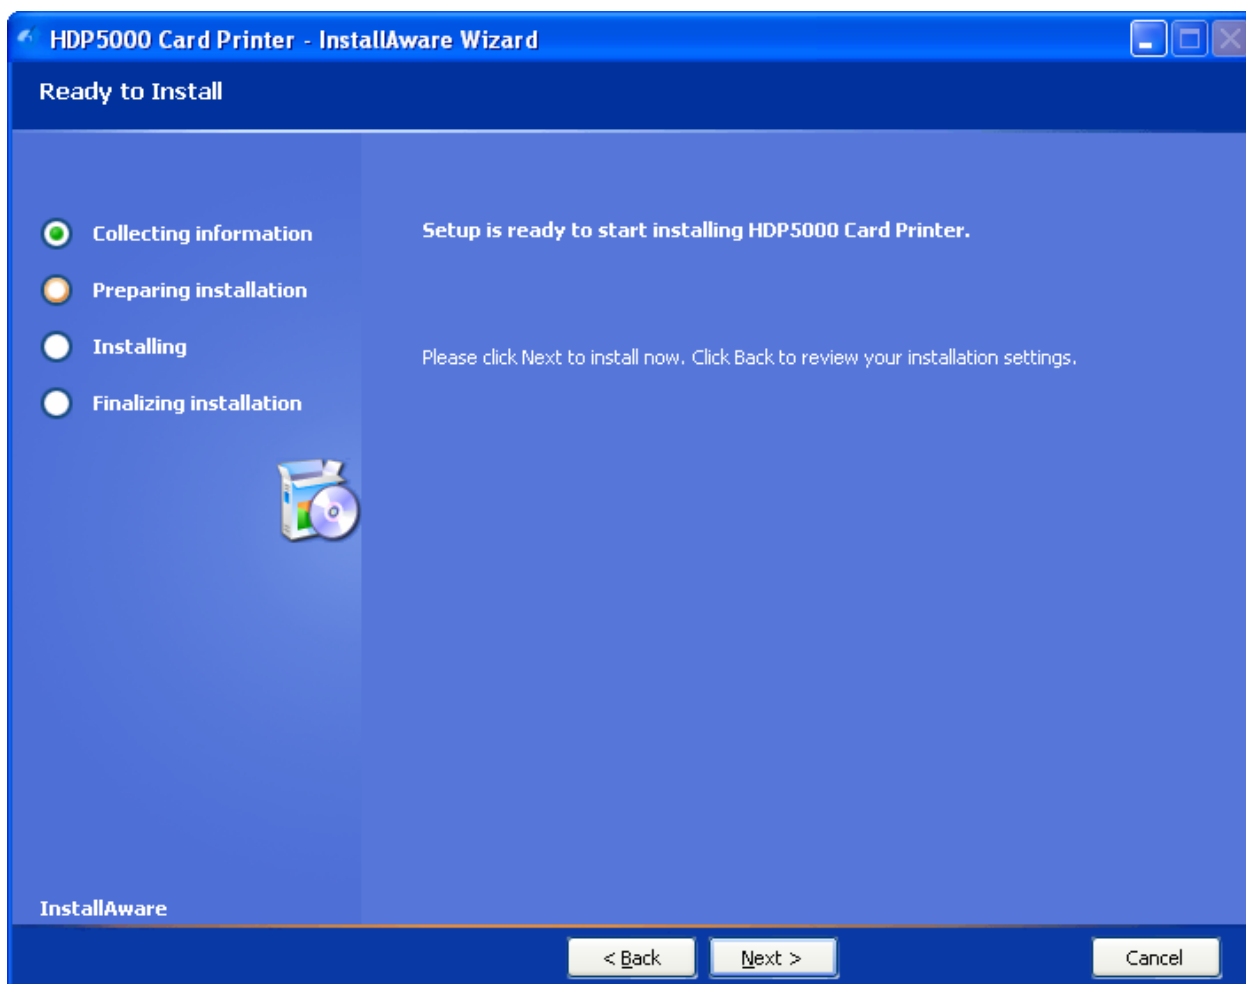 HDP5000 Card Printer - InstallAware Wizard
Ready to Install
Collecting information
Preparing installation
Installing
Finalizing installation
Setup is ready to start installing HDP5000 Card Printer.
Please click Next to install now. Click Back to review your installation settings.
InstallAware
< Back
Next >
Cancel